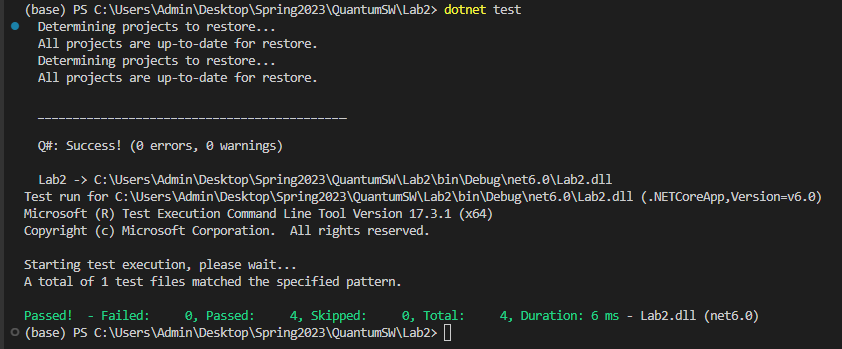 (base) PS C:\Users\Admin\Desktop\Spring2023\QuantumSW\Lab2> dotnet test
Determining projects to restore...
All projects are up-to-date for restore.
Determining projects to restore...
All projects are up-to-date for restore.
____________________________________________
Q#: Success! (0 errors, 0 warnings)
Lab2 -> C:\Users\Admin\Desktop\Spring2023\QuantumSW\Lab2\bin\Debug\net6.0\Lab2.dll
Test run for C:\Users\Admin\Desktop\Spring2023\QuantumSW\Lab2\bin\Debug\net6.0\Lab2.dll (.NETCoreApp,Version=v6.0)
Microsoft (R) Test Execution Command Line Tool Version 17.3.1 (x64)
Copyright (c) Microsoft Corporation.  All rights reserved.
Starting test execution, please wait...
A total of 1 test files matched the specified pattern.
Passed!  - Failed:     0, Passed:     4, Skipped:     0, Total:     4, Duration: 6 ms - Lab2.dll (net6.0)
(base) PS C:\Users\Admin\Desktop\Spring2023\QuantumSW\Lab2>